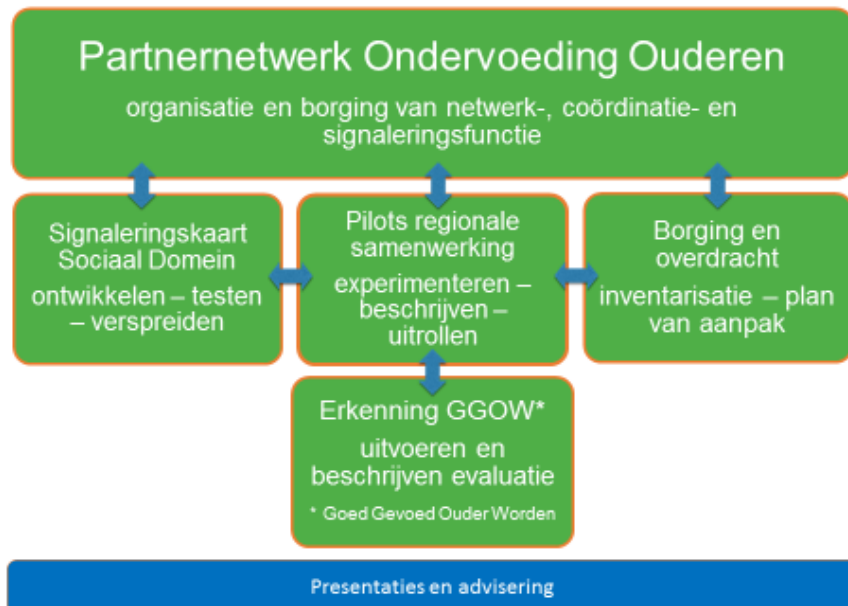 Partnernetwerk Ondervoeding Ouderen
organisatie en borging van netwerk-, coördinatie- en
signaleringsfunctie
Signaleringskaart
Sociaal Domein
ontwikkelen – testen
– verspreiden
Pilots regionale
samenwerking
experimenteren –
beschrijven –
uitrollen
Borging en
overdracht
inventarisatie – plan
van aanpak
Erkenning GGOW*
uitvoeren en
beschrijven evaluatie
* Goed Gevoed Ouder Worden
Presentaties en advisering